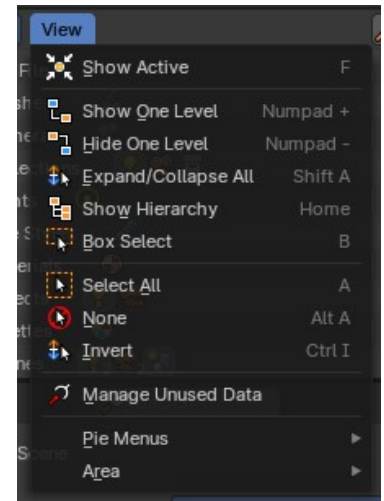 View
Show Active F
Show One Level Numpad +
Hide One Level Numpad -
Expand/Collapse All Shift A
Show Hierarchy Home
Box Select B
Select All A
None Alt A
Invert Ctrl I
Manage Unused Data
Pie Menus
Area